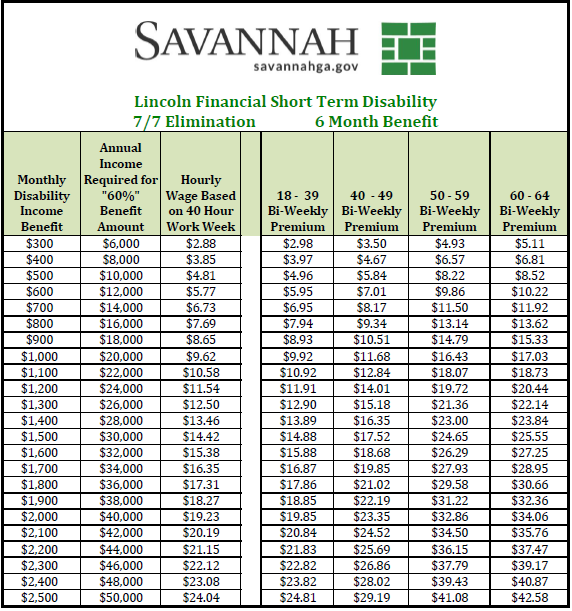 SAVANNAH
savannahga.gov
Lincoln Financial Short Term Disability
7/7 Elimination 6 Month Benefit
Monthly Disability Income Benefit Annual Income Required for "60%" Benefit Amount Hourly Wage Based on 40 Hour Work Week 18 - 39 Bi-Weekly Premium 40 - 49 Bi-Weekly Premium 50 - 59 Bi-Weekly Premium 60 - 64 Bi-Weekly Premium
$300 $6,000 $2.88 $2.98 $3.50 $4.93 $5.11
$400 $8,000 $3.85 $3.97 $4.67 $6.57 $6.81
$500 $10,000 $4.81 $4.96 $5.84 $8.22 $8.52
$600 $12,000 $5.77 $5.95 $7.01 $9.86 $10.22
$700 $14,000 $6.73 $6.95 $8.17 $11.50 $11.92
$800 $16,000 $7.69 $7.94 $9.34 $13.14 $13.62
$900 $18,000 $8.65 $8.93 $10.51 $14.79 $15.33
$1,000 $20,000 $9.62 $9.92 $11.68 $16.43 $17.03
$1,100 $22,000 $10.58 $10.92 $12.84 $18.07 $18.73
$1,200 $24,000 $11.54 $11.91 $14.01 $19.72 $20.44
$1,300 $26,000 $12.50 $12.90 $15.18 $21.36 $22.14
$1,400 $28,000 $13.46 $13.89 $16.35 $23.00 $23.84
$1,500 $30,000 $14.42 $14.88 $17.52 $24.65 $25.55
$1,600 $32,000 $15.38 $15.88 $18.68 $26.29 $27.25
$1,700 $34,000 $16.35 $16.87 $19.85 $27.93 $28.95
$1,800 $36,000 $17.31 $17.86 $21.02 $29.58 $30.66
$1,900 $38,000 $18.27 $18.85 $22.19 $31.22 $32.36
$2,000 $40,000 $19.23 $19.85 $23.35 $32.86 $34.06
$2,100 $42,000 $20.19 $20.84 $24.52 $34.50 $35.76
$2,200 $44,000 $21.15 $21.83 $25.69 $36.15 $37.47
$2,300 $46,000 $22.12 $22.82 $26.86 $37.79 $39.17
$2,400 $48,000 $23.08 $23.82 $28.02 $39.43 $40.87
$2,500 $50,000 $24.04 $24.81 $29.19 $41.08 $42.58